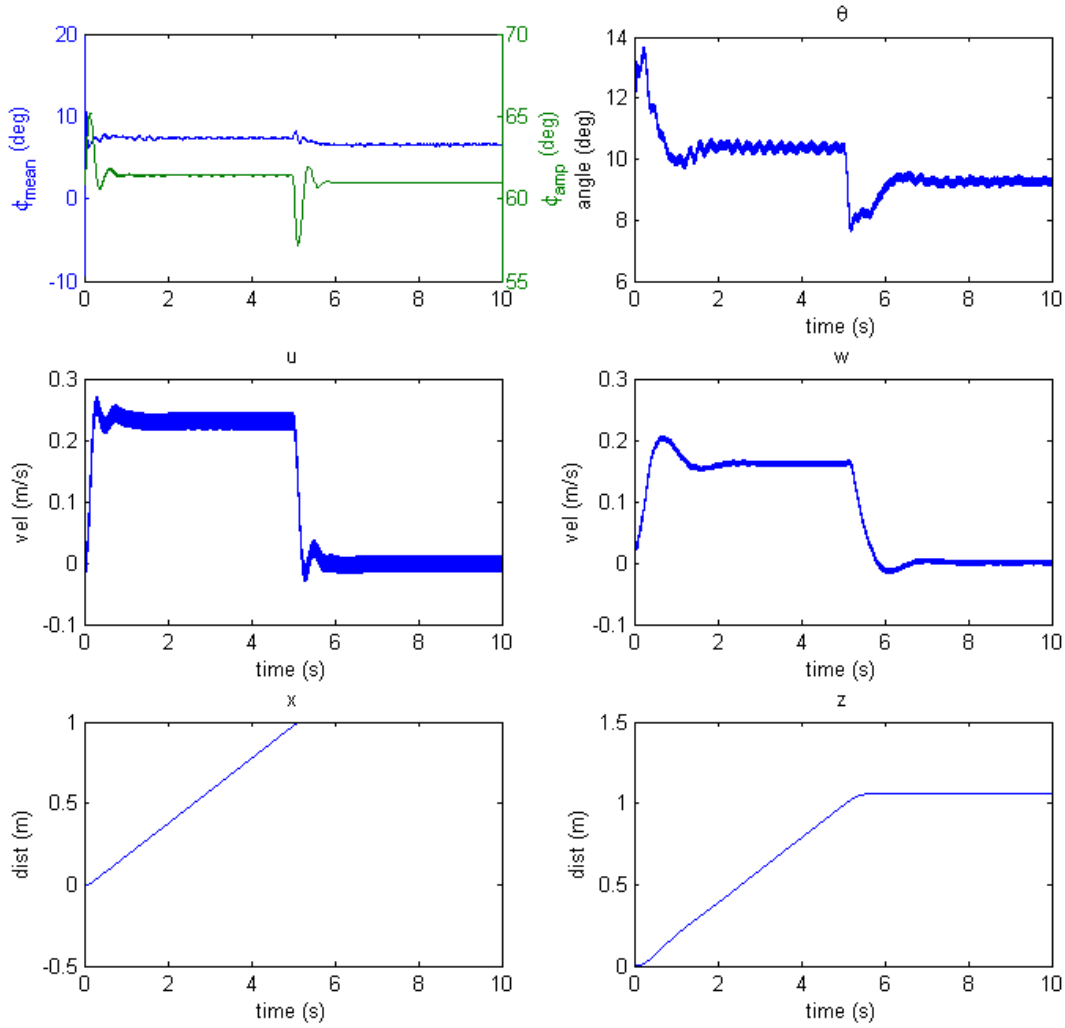 θ
20
10
0
-10
ϕmean (deg)
70
65
60
55
ϕamp (deg)
0 2 4 6 8 10
14
12
10
8
6
angle (deg)
0 2 4 6 8 10
time (s)
u
w
0.3
0.2
0.1
0
-0.1
vel (m/s)
0 2 4 6 8 10
time (s)
0.3
0.2
0.1
0
-0.1
vel (m/s)
0 2 4 6 8 10
time (s)
x
z
1
0.5
0
-0.5
dist (m)
0 2 4 6 8 10
time (s)
1.5
1
0.5
0
dist (m)
0 2 4 6 8 10
time (s)